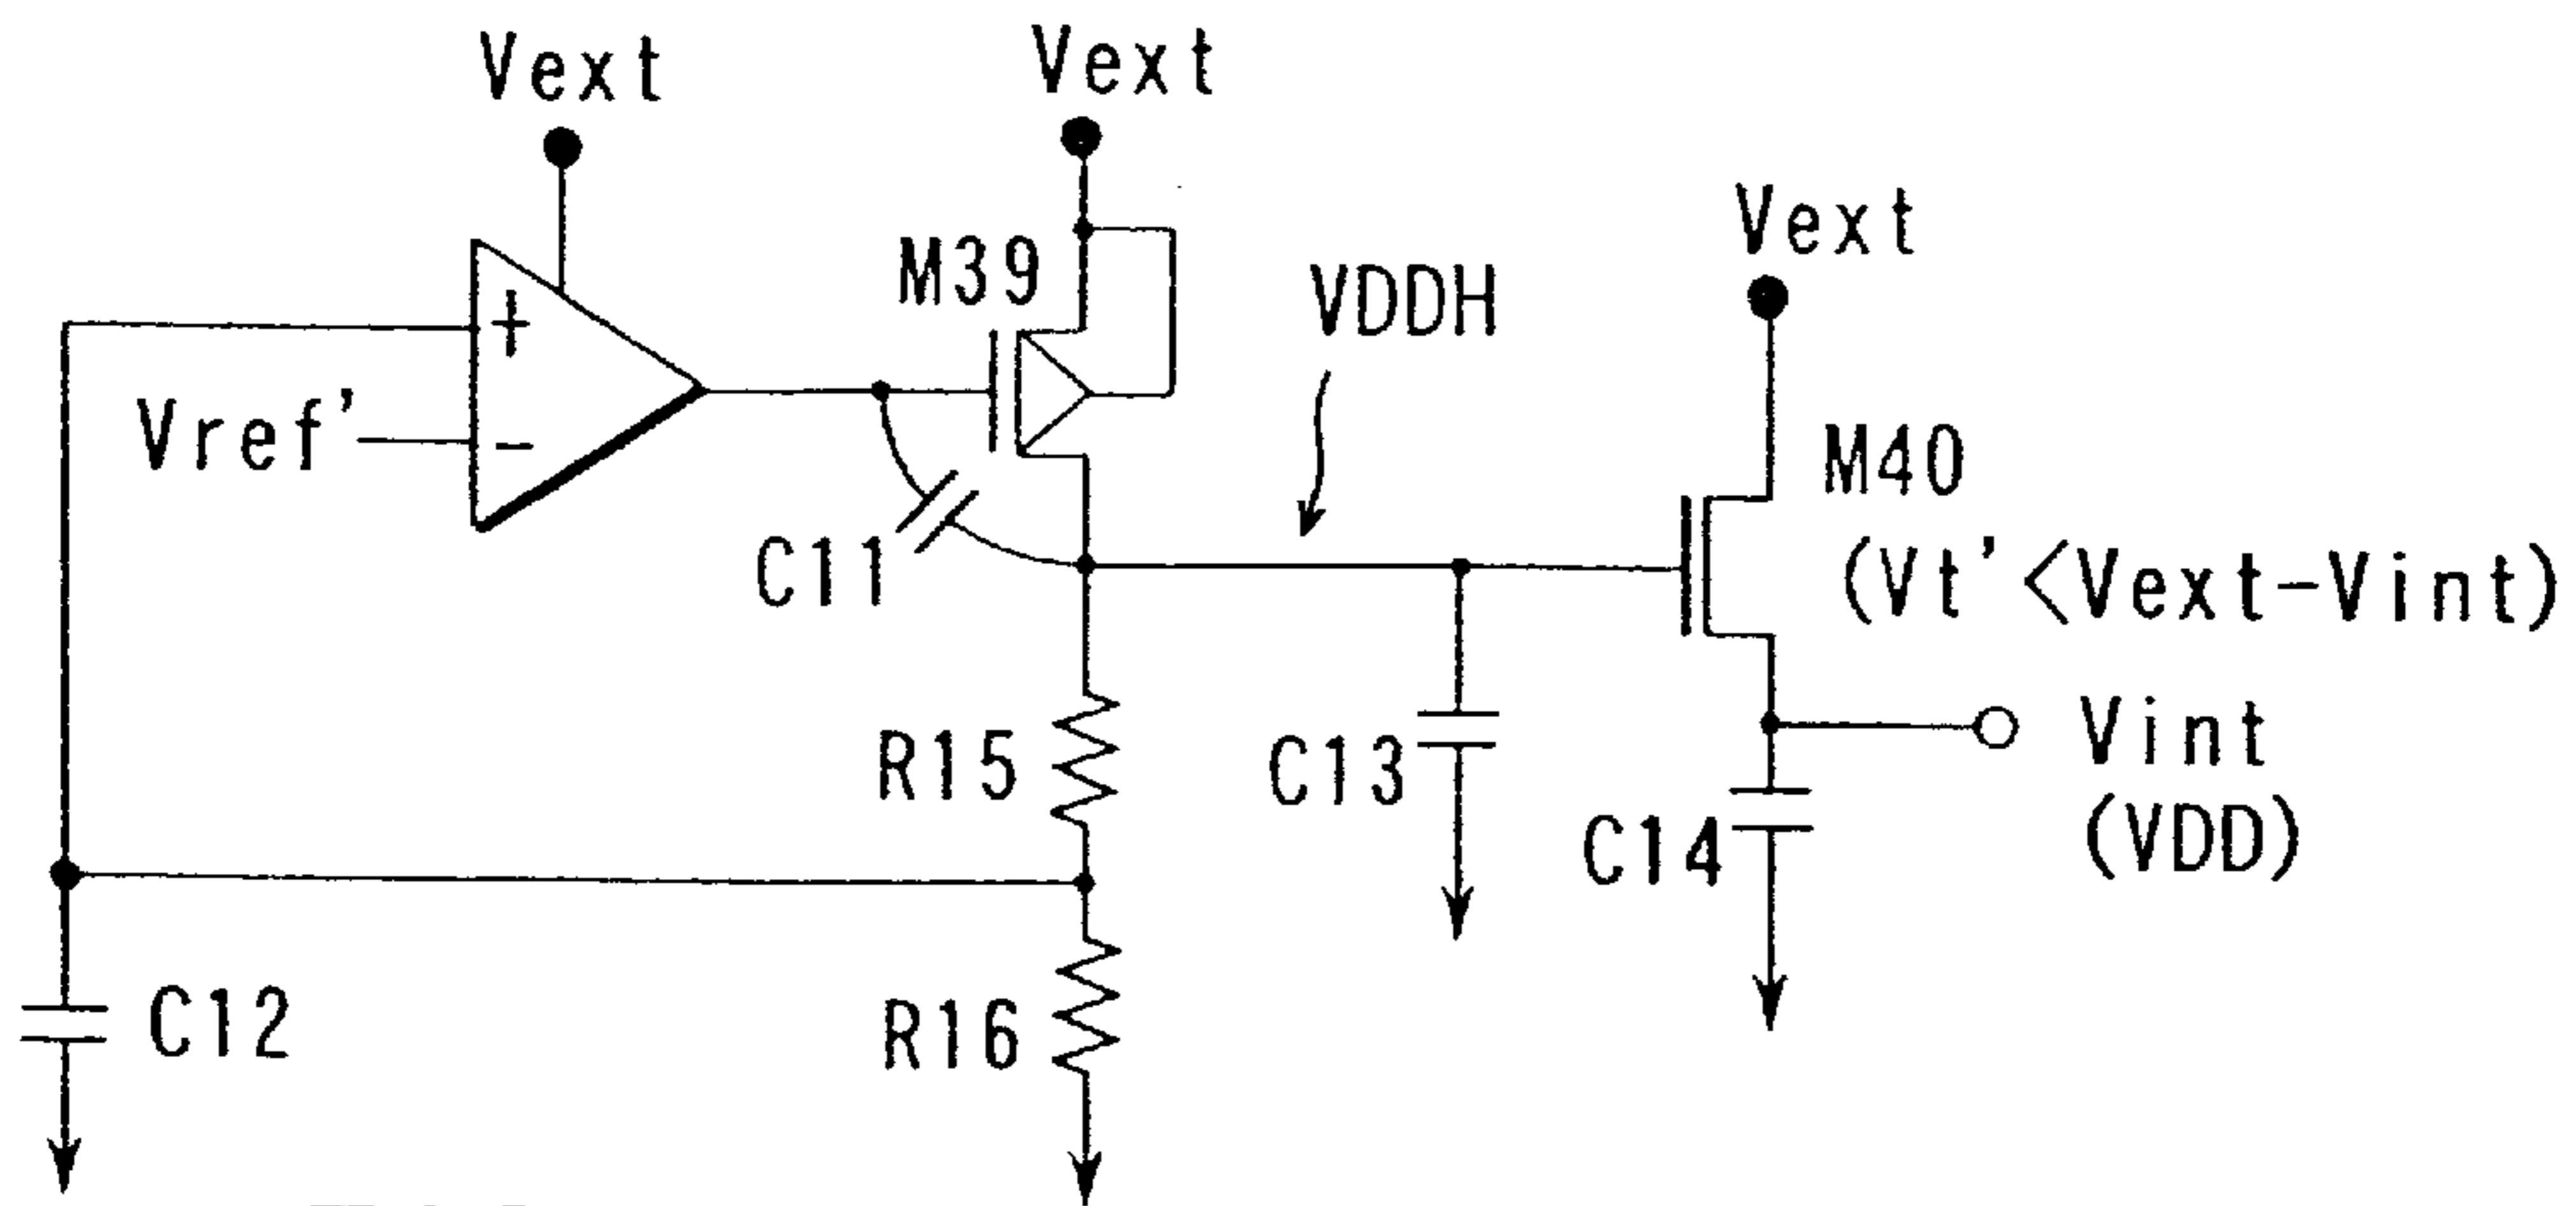 Vext
Vext
Vext
M39
VDDH
+
Vref'
-
M40
(Vt'<Vext-Vint)
C11
R15
C13
Vint
(VDD)
C14
C12
R16